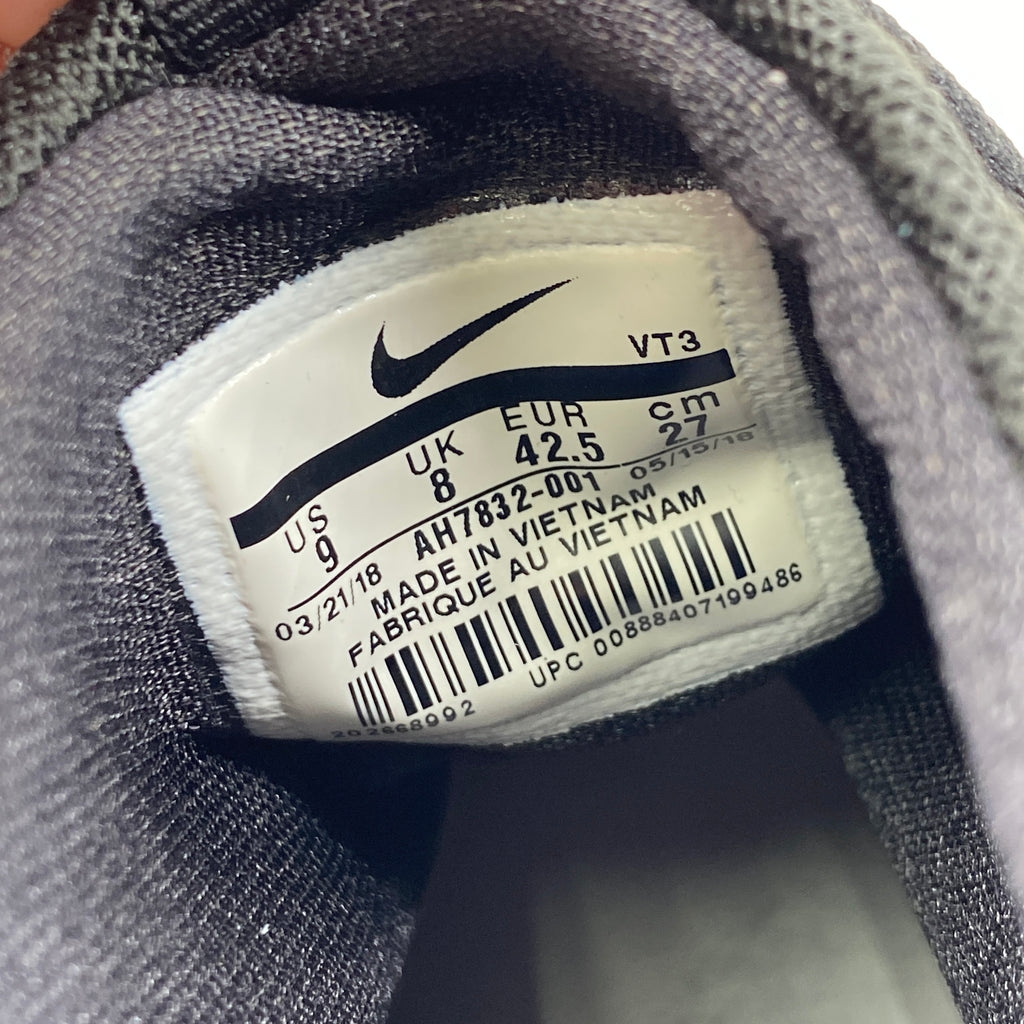 VT3
US UK EUR cm
9 8 42.5 27
03/21/18 AH7832-001 05/15/18
MADE IN VIETNAM
FABRIQUE AU VIETNAM
202668992 UPC 00888407199486